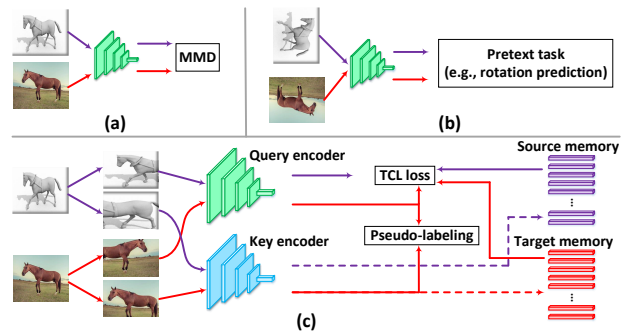 MMD
(a)
Pretext task
(e.g., rotation prediction)
(b)
Query encoder
Source memory
TCL loss
Pseudo-labeling
Key encoder
Target memory
(c)